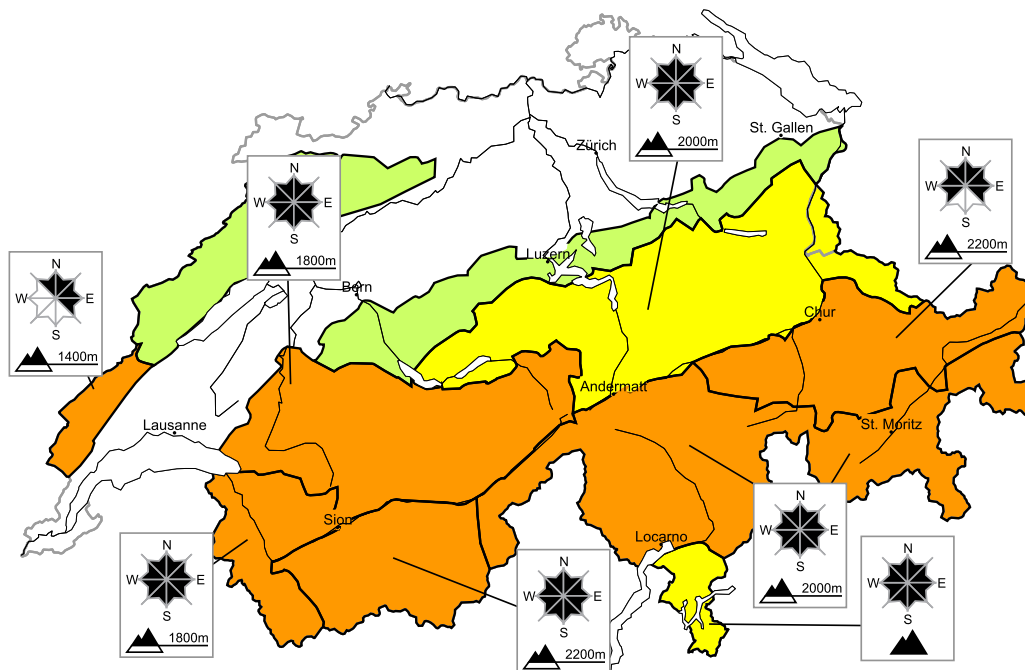 N
W E
S
2000m
St. Gallen
Zürich
N
W E
S
1800m
N
W E
S
2200m
Luzern
N
W E
S
1400m
Bern
Chur
Andermatt
Lausanne
St. Moritz
Sion
Locarno
N
W E
S
2000m
N
W E
S
1800m
N
W E
S
2200m
N
W E
S